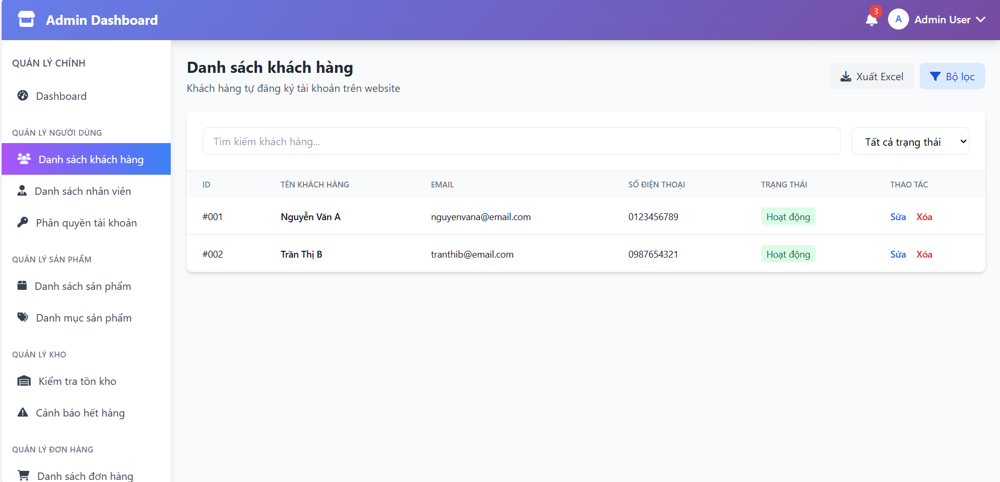 Admin Dashboard
3
A
Admin User
QUẢN LÝ CHÍNH
Dashboard
QUẢN LÝ NGƯỜI DÙNG
Danh sách khách hàng
Danh sách nhân viên
Phân quyền tài khoản
QUẢN LÝ SẢN PHẨM
Danh sách sản phẩm
Danh mục sản phẩm
QUẢN LÝ KHO
Kiểm tra tồn kho
Cảnh báo hết hàng
QUẢN LÝ ĐƠN HÀNG
Danh sách đơn hàng
Danh sách khách hàng
Khách hàng tự đăng ký tài khoản trên website
Xuất Excel
Bộ lọc
Tìm kiếm khách hàng...
Tất cả trạng thái
ID TÊN KHÁCH HÀNG EMAIL SỐ ĐIỆN THOẠI TRẠNG THÁI THAO TÁC
#001 Nguyễn Văn A nguyenvana@email.com 0123456789 Hoạt động Sửa Xóa
#002 Trần Thị B tranthib@email.com 0987654321 Hoạt động Sửa Xóa